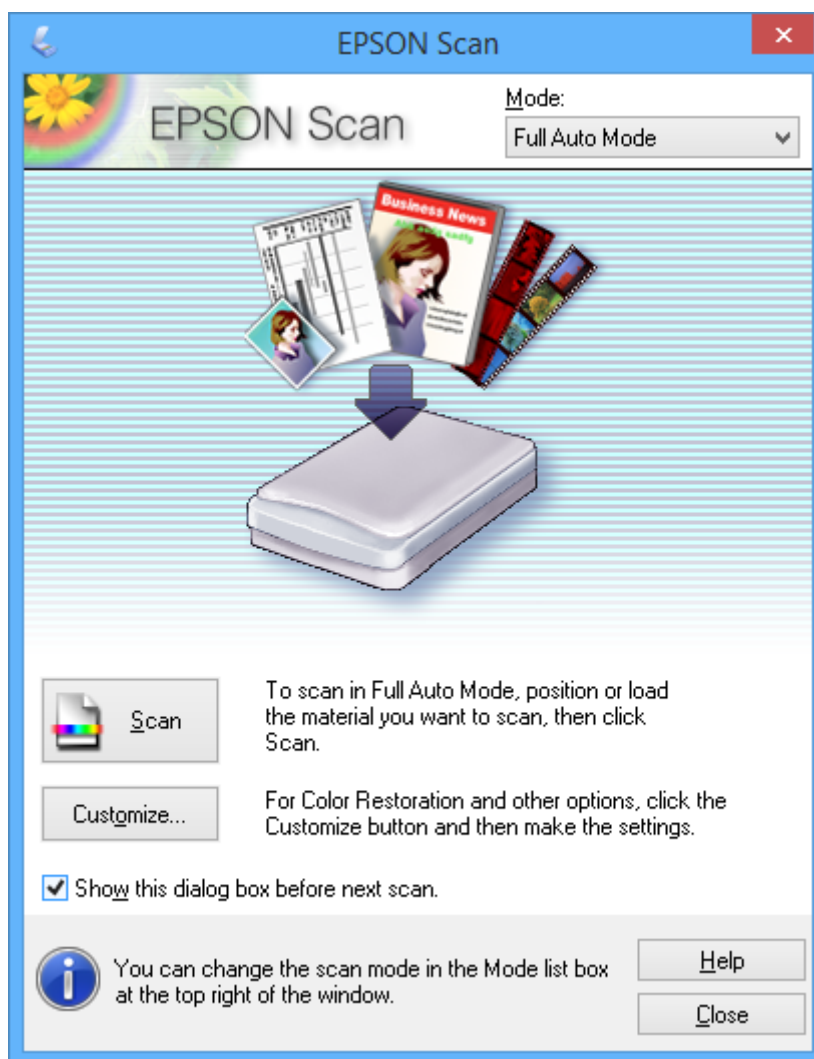 EPSON Scan
EPSON Scan
Mode:
Full Auto Mode
Business News
Scan
To scan in Full Auto Mode, position or load
the material you want to scan, then click
Scan.
Customize...
For Color Restoration and other options, click the
Customize button and then make the settings.
Show this dialog box before next scan.
You can change the scan mode in the Mode list box
at the top right of the window.
Help
Close